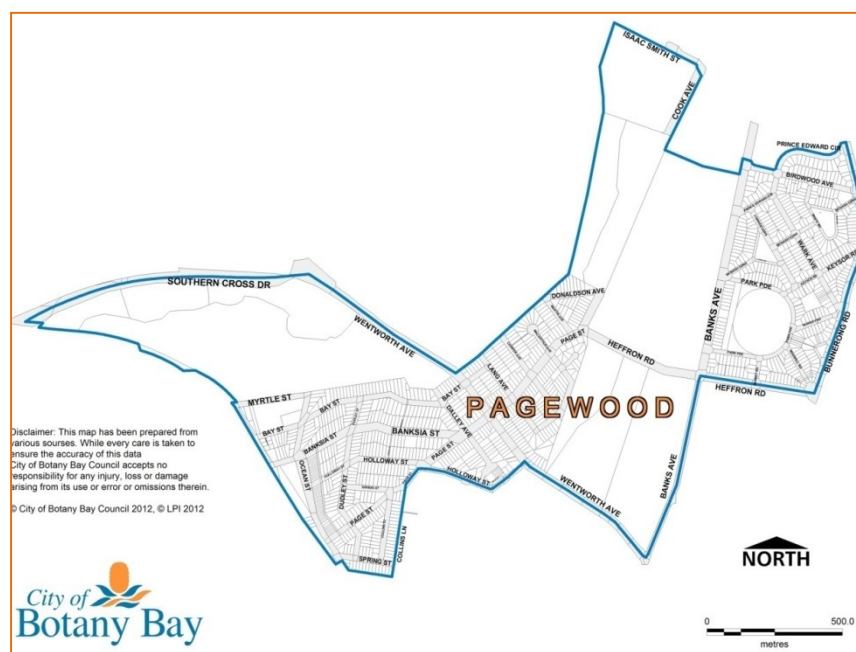 ISAAC SMITH ST
COOK AVE
PRINCE EDWARD CIR
BIRDWOOD AVE
WARK AVE
KEYSOR RD
PARK PDE
BANKS AVE
BUNNERONG RD
SOUTHERN CROSS DR
WENTWORTH AVE
DONALDSON AVE
PAGE ST
HEFFRON RD
HEFFRON RD
LANG AVE
BAY ST
DALLEY AVE
PAGEWOOD
MYRTLE ST
BAY ST
BAY ST
BANKSIA ST
BANKSIA ST
PAGE ST
HOLLOWAY ST
HOLLOWAY ST
OCEAN ST
DUDLEY ST
PAGE ST
WENTWORTH AVE
BANKS AVE
COLLINS LN
SPRING ST
Disclaimer: This map has been prepared from
various sourses. While every care is taken to
ensure the accuracy of this data
City of Botany Bay Council accepts no
responsibility for any injury, loss or damage
arising from its use or error or omissions therein.
© City of Botany Bay Council 2012, © LPI 2012
NORTH
City of
Botany Bay
0 500.0
metres